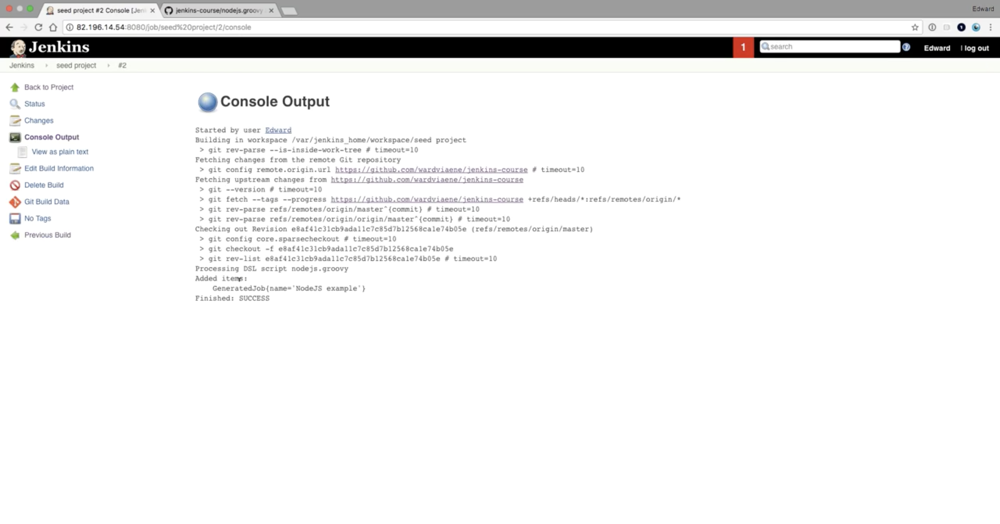 seed project #2 Console [Jen
jenkins-course/nodejs.groovy
Edward
82.196.14.54:8080/job/seed%20project/2/console
Jenkins
1
search
Edward
| log out
Jenkins
seed project
#2
Back to Project
Status
Changes
Console Output
View as plain text
Edit Build Information
Delete Build
Git Build Data
No Tags
Previous Build
Console Output
Started by user Edward
Building in workspace /var/jenkins_home/workspace/seed project
> git rev-parse --is-inside-work-tree # timeout=10
Fetching changes from the remote Git repository
> git config remote.origin.url https://github.com/wardviaene/jenkins-course # timeout=10
Fetching upstream changes from https://github.com/wardviaene/jenkins-course
> git --version # timeout=10
> git fetch --tags --progress https://github.com/wardviaene/jenkins-course +refs/heads/*:refs/remotes/origin/*
> git rev-parse refs/remotes/origin/master^{commit} # timeout=10
> git rev-parse refs/remotes/origin/origin/master^{commit} # timeout=10
Checking out Revision e8af41c31cb9ada11c7c85d7b12568ca1e74b05e (refs/remotes/origin/master)
> git config core.sparsecheckout # timeout=10
> git checkout -f e8af41c31cb9ada11c7c85d7b12568ca1e74b05e
> git rev-list e8af41c31cb9ada11c7c85d7b12568ca1e74b05e # timeout=10
Processing DSL script nodejs.groovy
Added items:
GeneratedJob{name='NodeJS example'}
Finished: SUCCESS